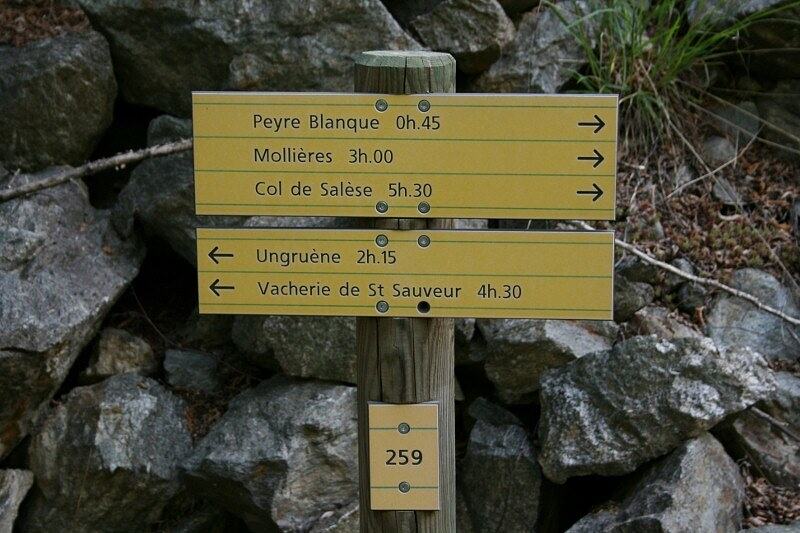 Peyre Blanque 0h.45 →
Mollières 3h.00 →
Col de Salèse 5h.30 →
← Ungruène 2h.15
← Vacherie de St Sauveur 4h.30
259